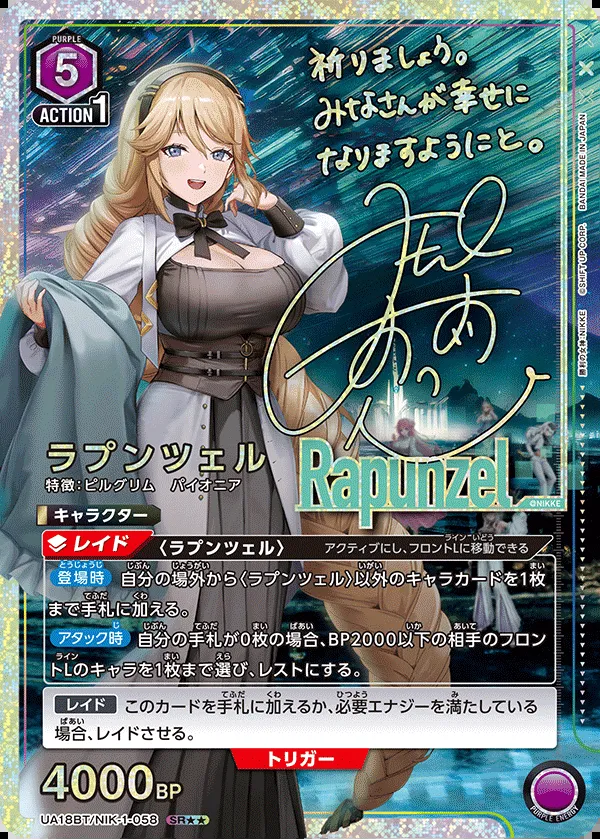 PURPLE
5
ACTION 1
祈りましょう。
みなさんが幸せに
なりますようにと。
勝利の女神:NIKKE ©SHIFT UP CORP. BANDAI MADE IN JAPAN
ラプンツェル
Rapunzel
特徴:ピルグリム パイオニア
©NIKKE
キャラクター
レイド 〈ラプンツェル〉 アクティブにし、フロントLに移動できる
登場時 自分の場外から〈ラプンツェル〉以外のキャラカードを1枚
まで手札に加える。
アタック時 自分の手札が0枚の場合、BP2000以下の相手のフロン
トLのキャラを1枚まで選び、レストにする。
レイド このカードを手札に加えるか、必要エナジーを満たしている
場合、レイドさせる。
トリガー
4000BP
UA18BT/NIK-1-058 SR★★
PURPLE ENERGY